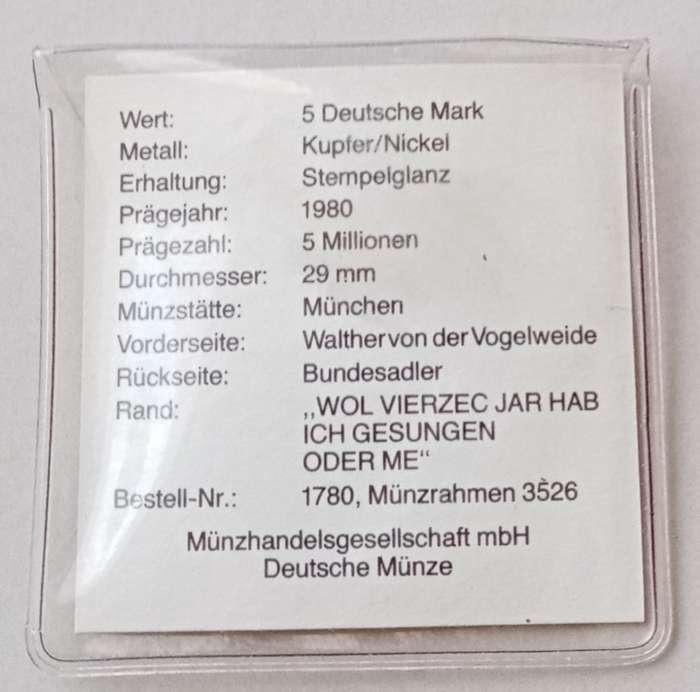 Wert: 5 Deutsche Mark
Metall: Kupfer/Nickel
Erhaltung: Stempelglanz
Prägejahr: 1980
Prägezahl: 5 Millionen
Durchmesser: 29 mm
Münzstätte: München
Vorderseite: Walther von der Vogelweide
Rückseite: Bundesadler
Rand: „WOL VIERZEC JAR HAB
ICH GESUNGEN
ODER ME“
Bestell-Nr.: 1780, Münzrahmen 3526
Münzhandelsgesellschaft mbH
Deutsche Münze